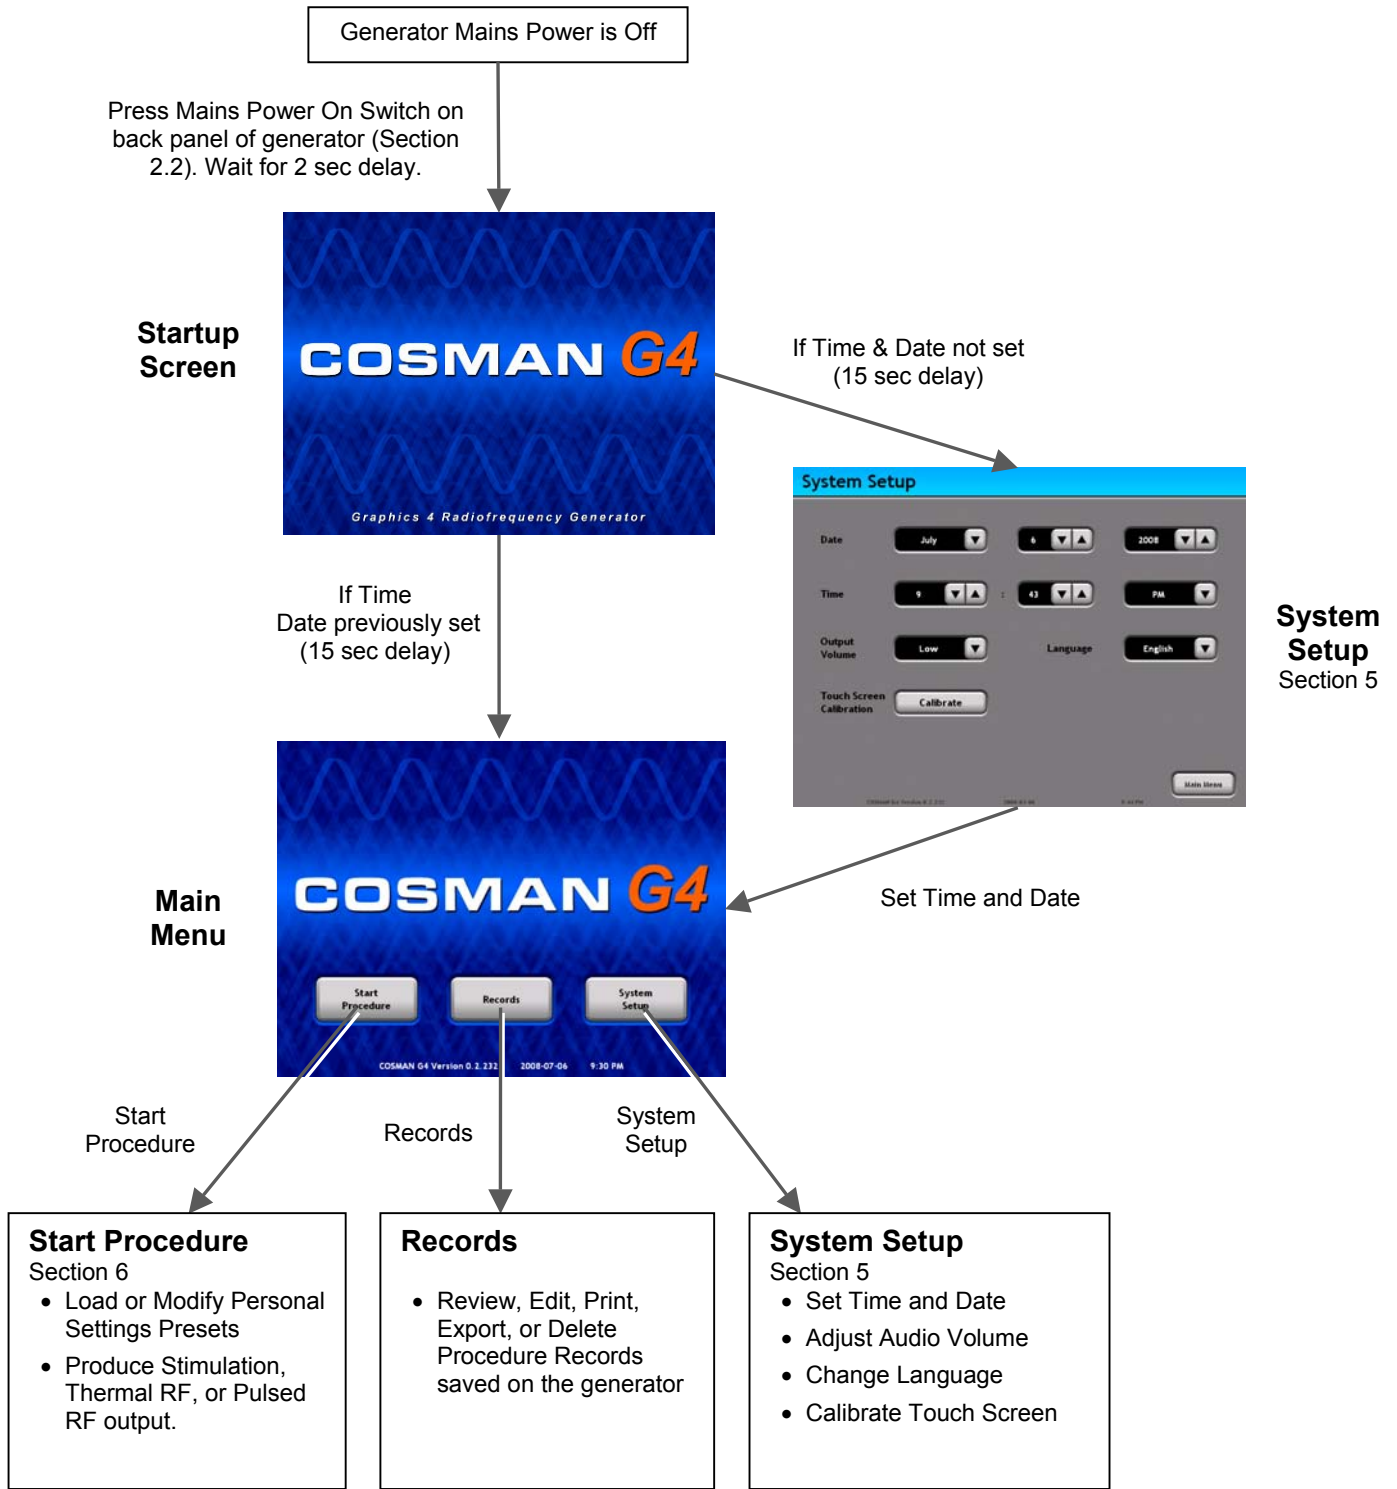 Generator Mains Power is Off
Press Mains Power On Switch on
back panel of generator (Section
2.2). Wait for 2 sec delay.
Startup
Screen
COSMAN G4
Graphics 4 Radiofrequency Generator
If Time & Date not set
(15 sec delay)
System Setup
Date July 6 2008
Time 9 : 43 PM
Output
Volume Low Language English
Touch Screen
Calibration Calibrate
Main Menu
System
Setup
Section 5
If Time
Date previously set
(15 sec delay)
Main
Menu
COSMAN G4
Start
Procedure
Records
System
Setup
COSMAN G4 Version 0.2.232 2008-07-06 9:30 PM
Set Time and Date
Start
Procedure
Records
System
Setup
Start Procedure
Section 6
• Load or Modify Personal
Settings Presets
• Produce Stimulation,
Thermal RF, or Pulsed
RF output.
Records
• Review, Edit, Print,
Export, or Delete
Procedure Records
saved on the generator
System Setup
Section 5
• Set Time and Date
• Adjust Audio Volume
• Change Language
• Calibrate Touch Screen